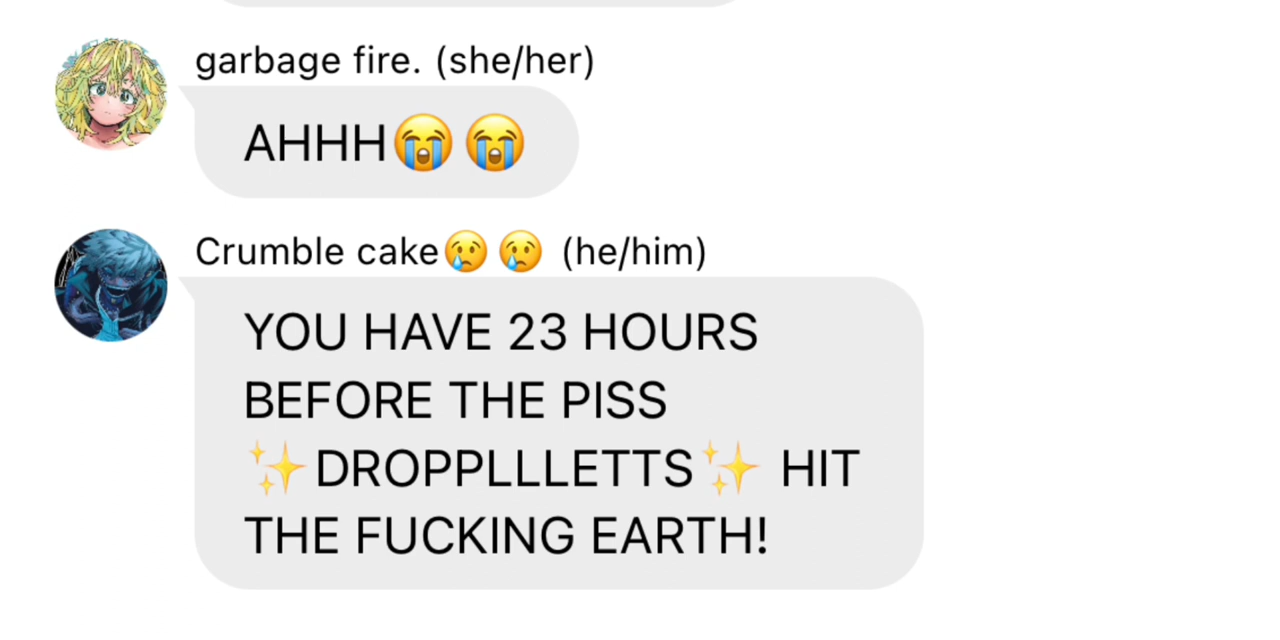 garbage fire. (she/her)
AHHH😭😭
Crumble cake😢😢 (he/him)
YOU HAVE 23 HOURS
BEFORE THE PISS
✨DROPPLLLETTS✨ HIT
THE FUCKING EARTH!